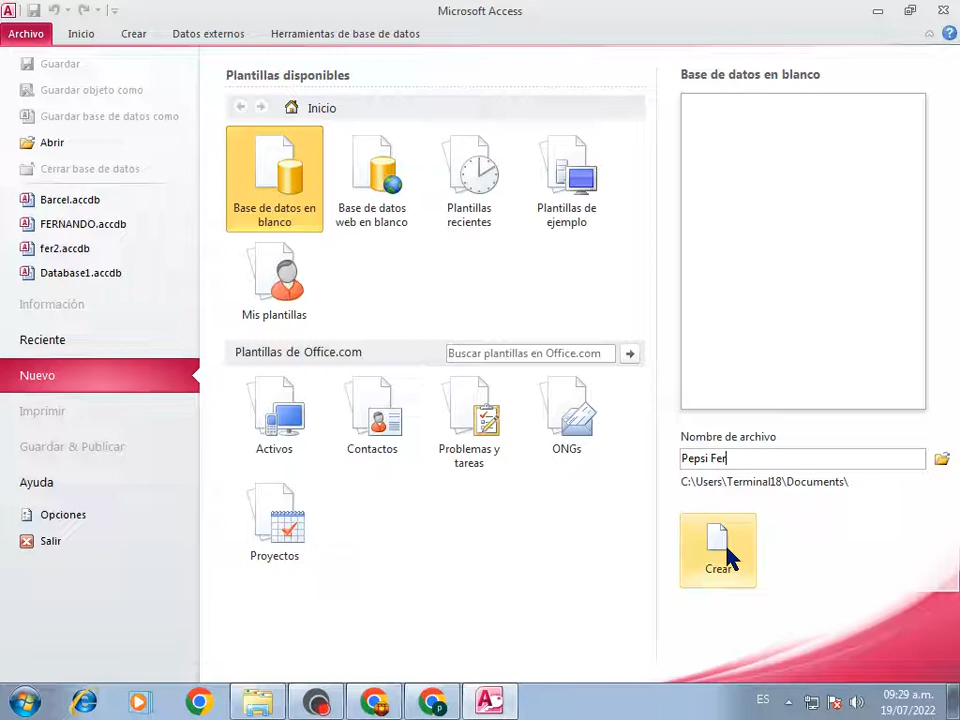 Microsoft Access
Archivo
Inicio
Crear
Datos externos
Herramientas de base de datos
Guardar
Guardar objeto como
Guardar base de datos como
Abrir
Cerrar base de datos
Barcel.accdb
FERNANDO.accdb
fer2.accdb
Database1.accdb
Información
Reciente
Nuevo
Imprimir
Guardar & Publicar
Ayuda
Opciones
Salir
Plantillas disponibles
Inicio
Base de datos en
blanco
Base de datos
web en blanco
Plantillas
recientes
Plantillas de
ejemplo
Mis plantillas
Plantillas de Office.com
Buscar plantillas en Office.com
Activos
Contactos
Problemas y
tareas
ONGs
Proyectos
Base de datos en blanco
Nombre de archivo
Pepsi Fer
C:\Users\Terminal18\Documents\
Crear
ES
09:29 a.m.
19/07/2022